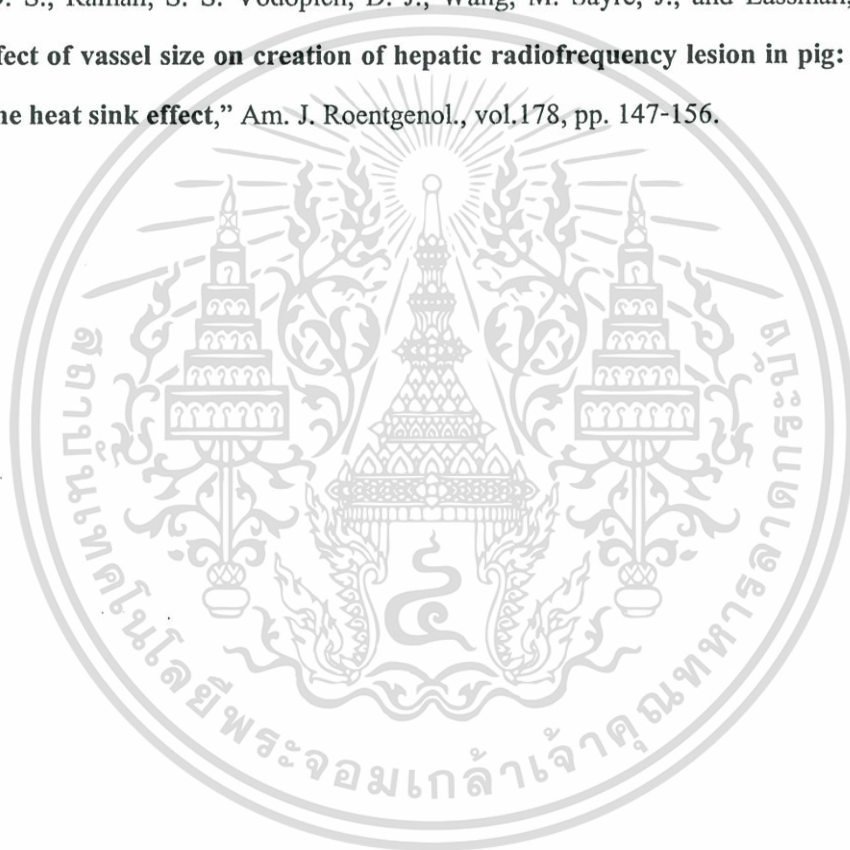 S., Raman, S. S. Vodopich, D. J., Wang, M. Sayre, J., and Lassman,
fect of vessel size on creation of hepatic radiofrequency lesion in pig:
ne heat sink effect,” Am. J. Roentgenol., vol.178, pp. 147-156.
สถาบันเทคโนโลยีพระจอมเกล้าเจ้าคุณทหารลาดกระบัง